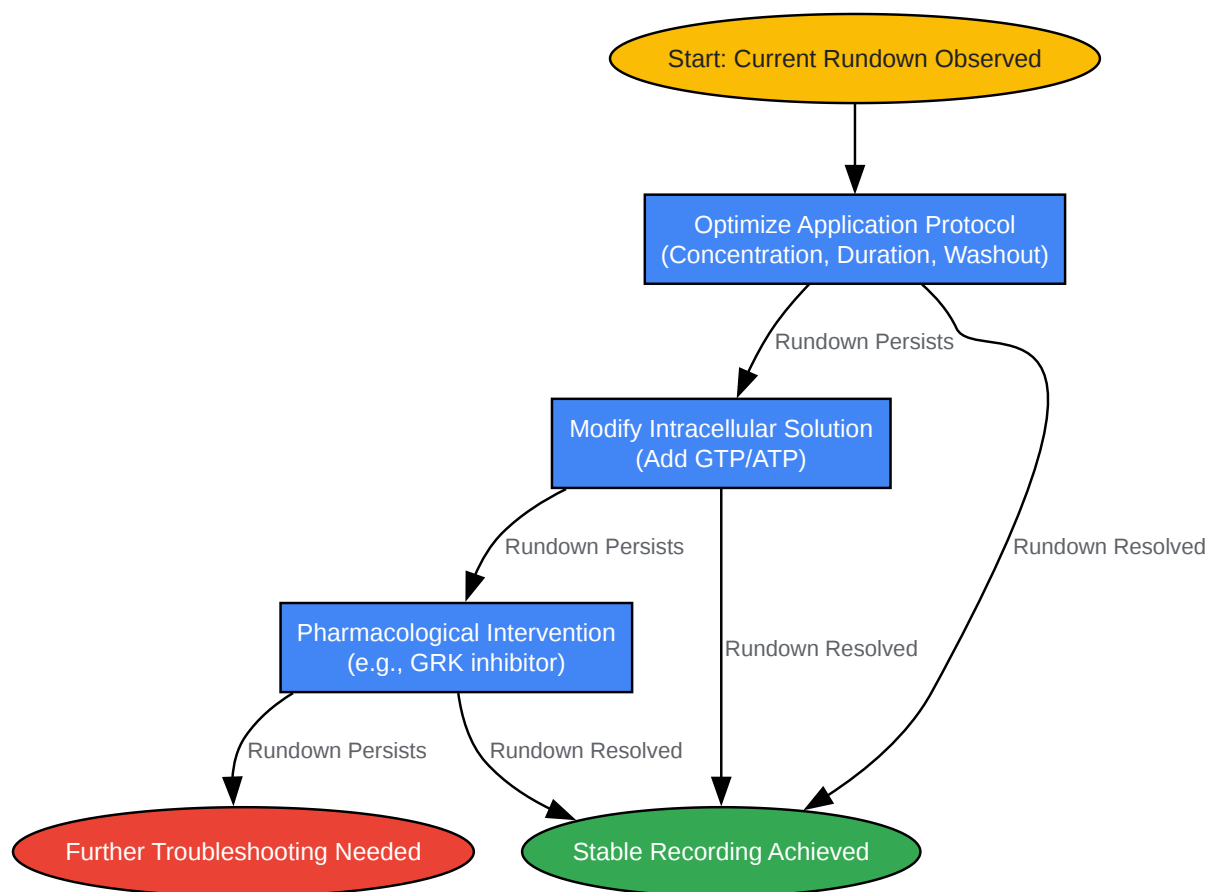 Start: Current Rundown Observed
Optimize Application Protocol
(Concentration, Duration, Washout)
Rundown Persists
Modify Intracellular Solution
(Add GTP/ATP)
Rundown Persists
Rundown Resolved
Pharmacological Intervention
(e.g., GRK inhibitor)
Rundown Resolved
Rundown Persists
Rundown Resolved
Further Troubleshooting Needed
Stable Recording Achieved